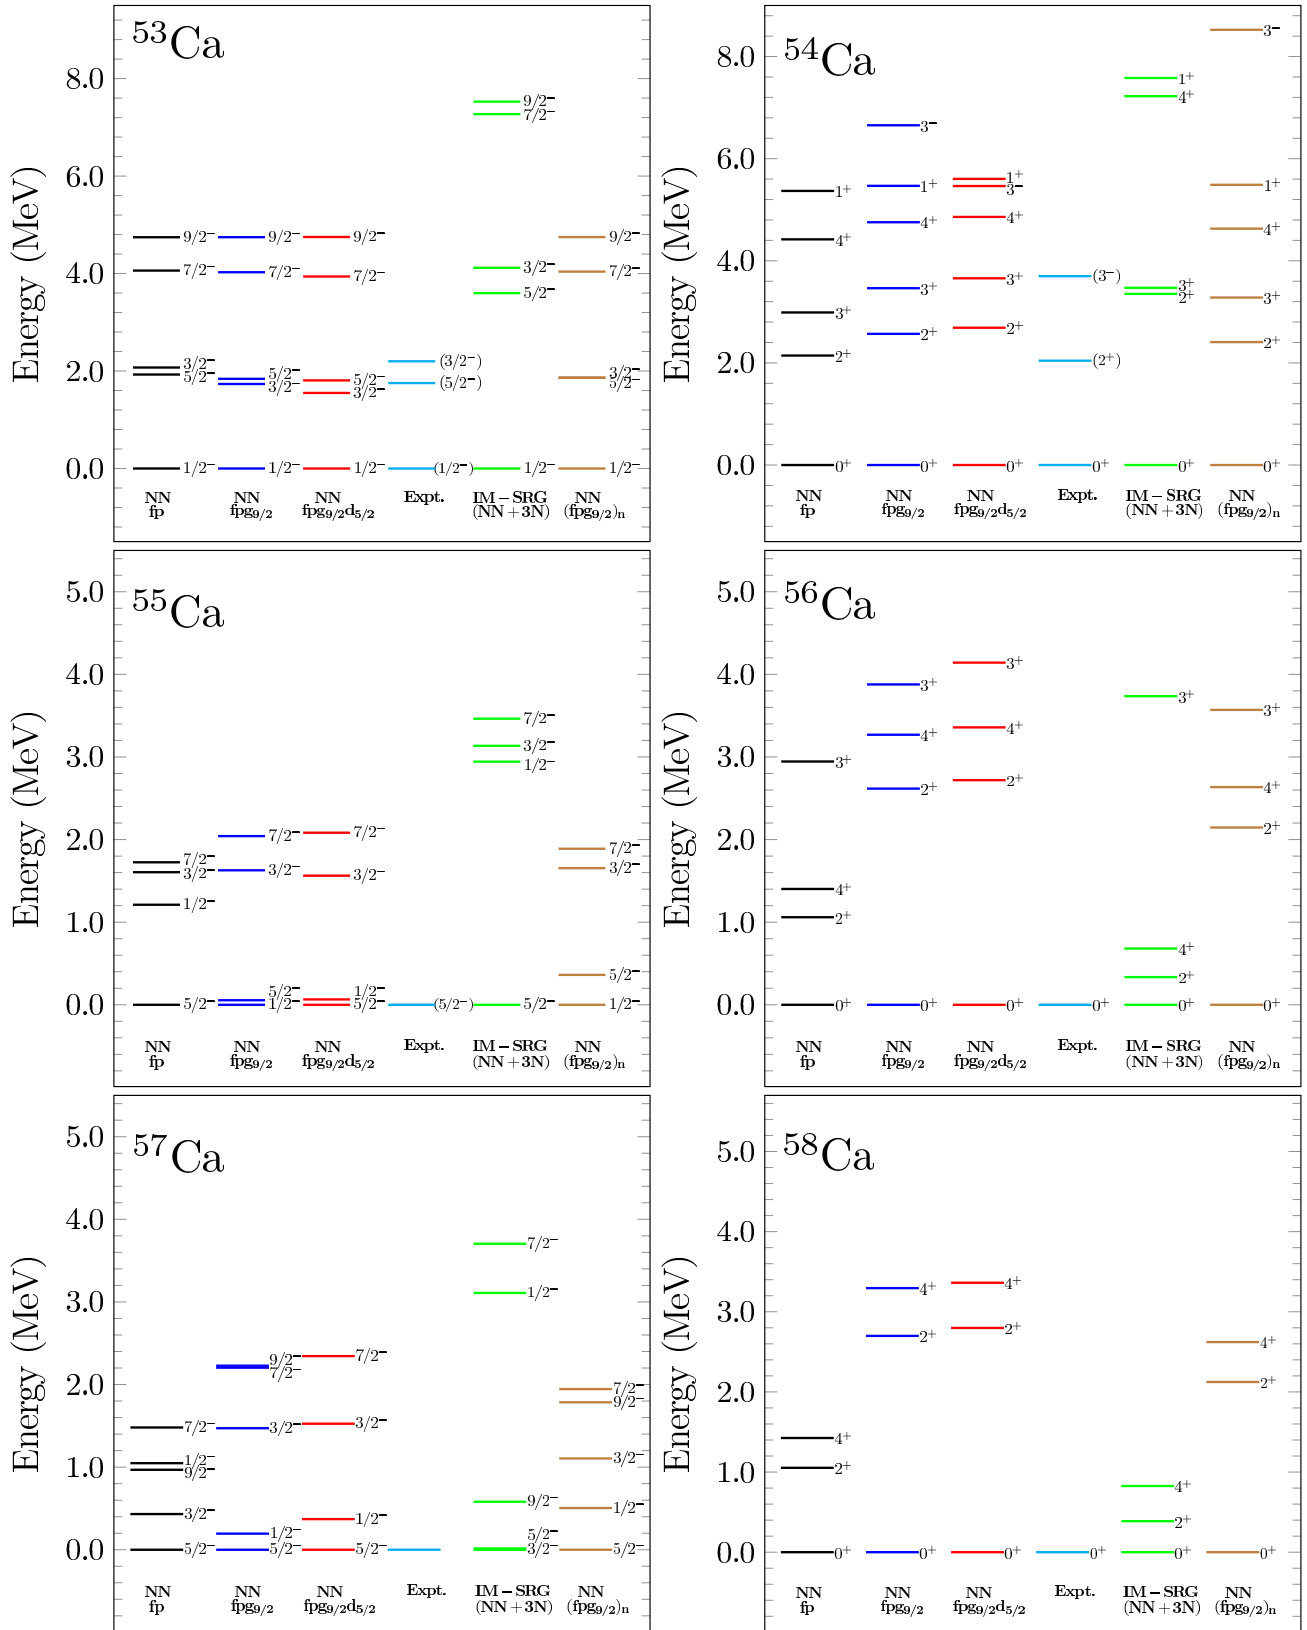 ⁵³Ca
Energy (MeV)
8.0
6.0
4.0
2.0
0.0
9/2⁻
7/2⁻
3/2⁻
5/2⁻
1/2⁻
NN
fp
9/2⁻
7/2⁻
5/2⁻
3/2⁻
1/2⁻
NN
fpg₉/₂
9/2⁻
7/2⁻
5/2⁻
3/2⁻
1/2⁻
NN
fpg₉/₂d₅/₂
(3/2⁻)
(5/2⁻)
(1/2⁻)
Expt.
9/2⁻
7/2⁻
3/2⁻
5/2⁻
1/2⁻
IM – SRG
(NN + 3N)
9/2⁻
7/2⁻
3/2⁻
5/2⁻
1/2⁻
NN
(fpg₉/₂)ₙ
⁵⁴Ca
Energy (MeV)
8.0
6.0
4.0
2.0
0.0
1⁺
4⁺
3⁺
2⁺
0⁺
NN
fp
3⁻
1⁺
4⁺
3⁺
2⁺
0⁺
NN
fpg₉/₂
1⁺
3⁻
4⁺
3⁺
2⁺
0⁺
NN
fpg₉/₂d₅/₂
(3⁻)
(2⁺)
0⁺
Expt.
1⁺
4⁺
3⁺
2⁺
0⁺
IM – SRG
(NN + 3N)
3⁻
1⁺
4⁺
3⁺
2⁺
0⁺
NN
(fpg₉/₂)ₙ
⁵⁵Ca
Energy (MeV)
5.0
4.0
3.0
2.0
1.0
0.0
7/2⁻
3/2⁻
1/2⁻
5/2⁻
NN
fp
7/2⁻
3/2⁻
5/2⁻
1/2⁻
NN
fpg₉/₂
7/2⁻
3/2⁻
1/2⁻
5/2⁻
NN
fpg₉/₂d₅/₂
(5/2⁻)
Expt.
7/2⁻
3/2⁻
1/2⁻
5/2⁻
IM – SRG
(NN + 3N)
7/2⁻
3/2⁻
5/2⁻
1/2⁻
NN
(fpg₉/₂)ₙ
⁵⁶Ca
Energy (MeV)
5.0
4.0
3.0
2.0
1.0
0.0
3⁺
4⁺
2⁺
0⁺
NN
fp
3⁺
4⁺
2⁺
0⁺
NN
fpg₉/₂
3⁺
4⁺
2⁺
0⁺
NN
fpg₉/₂d₅/₂
0⁺
Expt.
3⁺
4⁺
2⁺
0⁺
IM – SRG
(NN + 3N)
3⁺
4⁺
2⁺
0⁺
NN
(fpg₉/₂)ₙ
⁵⁷Ca
Energy (MeV)
5.0
4.0
3.0
2.0
1.0
0.0
7/2⁻
1/2⁻
9/2⁻
3/2⁻
5/2⁻
NN
fp
9/2⁻
7/2⁻
3/2⁻
1/2⁻
5/2⁻
NN
fpg₉/₂
7/2⁻
3/2⁻
1/2⁻
5/2⁻
NN
fpg₉/₂d₅/₂
Expt.
7/2⁻
1/2⁻
9/2⁻
5/2⁻
3/2⁻
IM – SRG
(NN + 3N)
7/2⁻
9/2⁻
3/2⁻
1/2⁻
5/2⁻
NN
(fpg₉/₂)ₙ
⁵⁸Ca
Energy (MeV)
5.0
4.0
3.0
2.0
1.0
0.0
4⁺
2⁺
0⁺
NN
fp
4⁺
2⁺
0⁺
NN
fpg₉/₂
4⁺
2⁺
0⁺
NN
fpg₉/₂d₅/₂
0⁺
Expt.
4⁺
2⁺
0⁺
IM – SRG
(NN + 3N)
4⁺
2⁺
0⁺
NN
(fpg₉/₂)ₙ